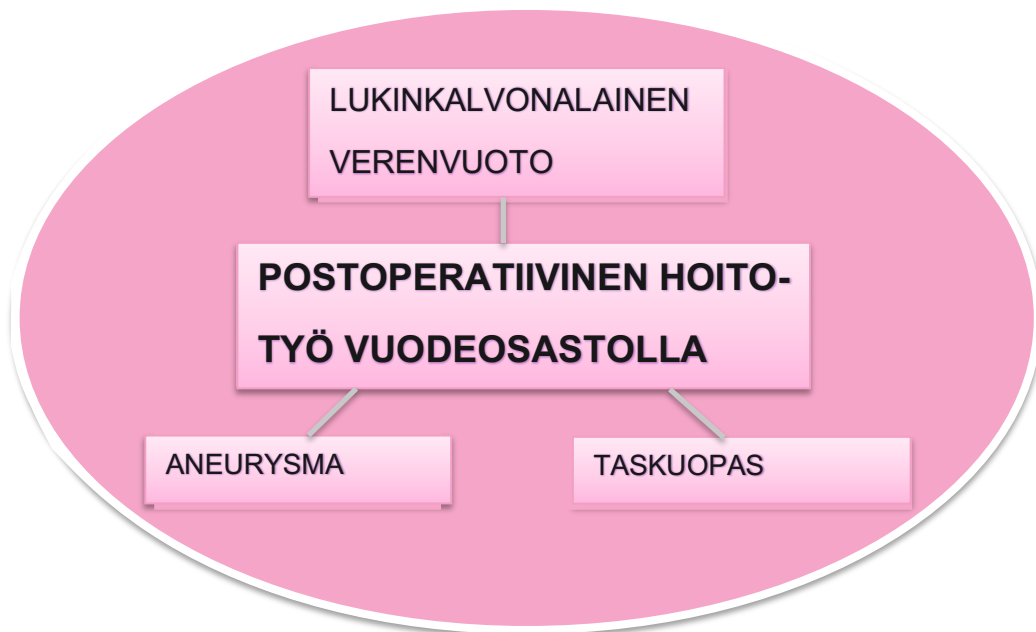 LUKINKALVONALAINEN
VERENVUOTO
POSTOPERATIIVINEN HOITO-
TYÖ VUODEOSASTOLLA
ANEURYSMA
TASKUOPAS